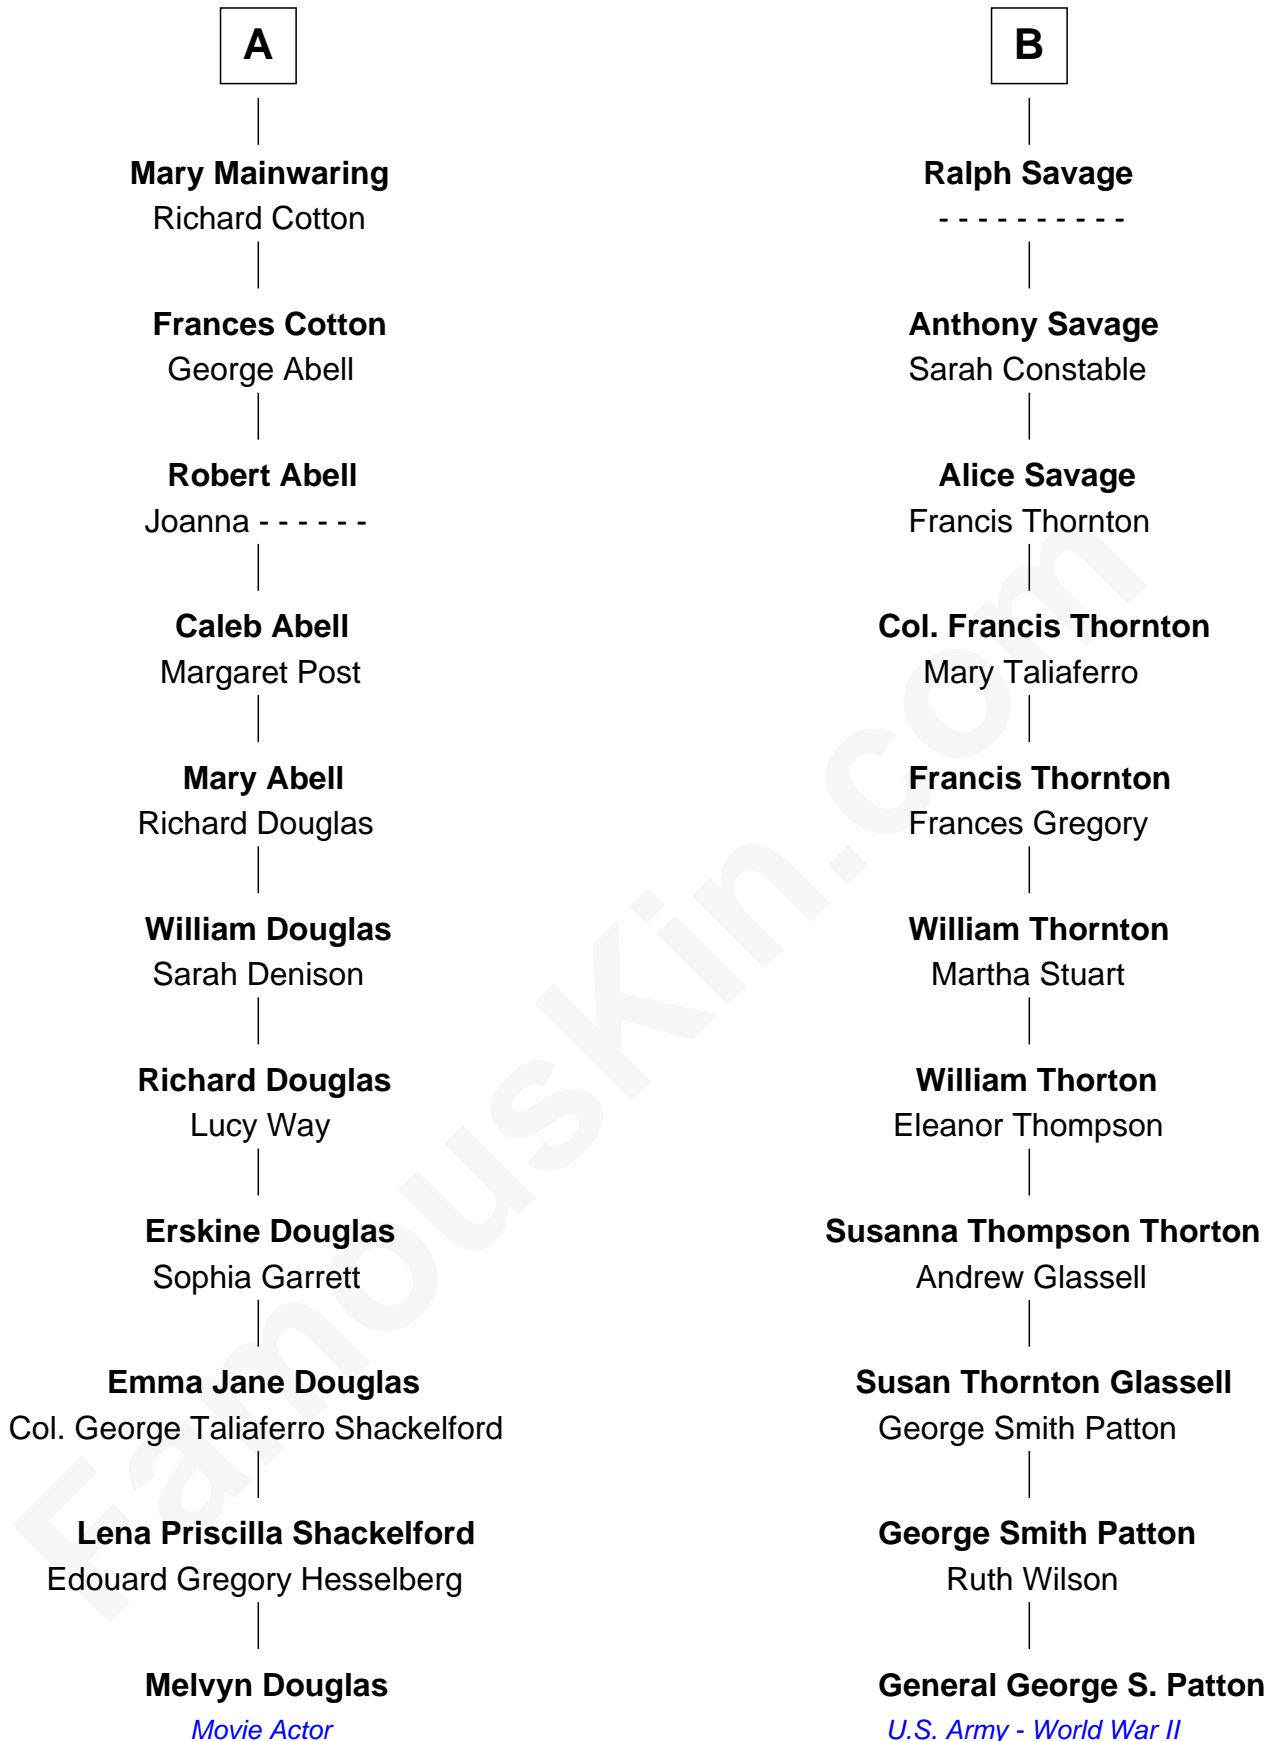 A
Mary Mainwaring
Richard Cotton
Frances Cotton
George Abell
Robert Abell
Joanna - - - - - -
Caleb Abell
Margaret Post
Mary Abell
Richard Douglas
William Douglas
Sarah Denison
Richard Douglas
Lucy Way
Erskine Douglas
Sophia Garrett
Emma Jane Douglas
Col. George Taliaferro Shackelford
Lena Priscilla Shackelford
Edouard Gregory Hesselberg
Melvyn Douglas
Movie Actor
B
Ralph Savage
- - - - - - - - - -
Anthony Savage
Sarah Constable
Alice Savage
Francis Thornton
Col. Francis Thornton
Mary Taliaferro
Francis Thornton
Frances Gregory
William Thornton
Martha Stuart
William Thorton
Eleanor Thompson
Susanna Thompson Thorton
Andrew Glassell
Susan Thornton Glassell
George Smith Patton
George Smith Patton
Ruth Wilson
General George S. Patton
U.S. Army - World War II
FamousKin.com